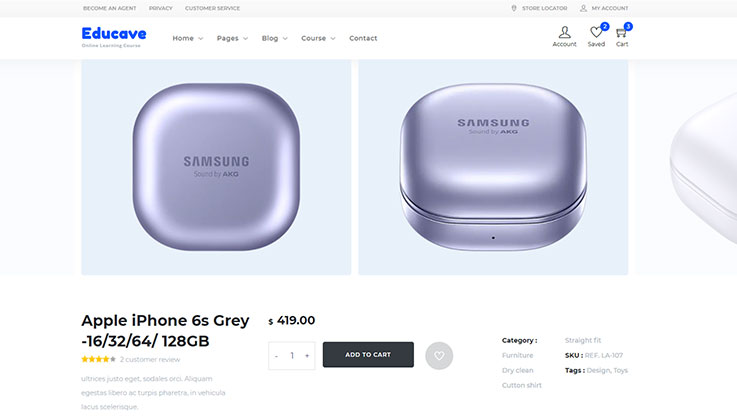 BECOME AN AGENT PRIVACY CUSTOMER SERVICE STORE LOCATOR MY ACCOUNT
Educave
Online Learning Course
Home Pages Blog Course Contact
2 3
Account Saved Cart
SAMSUNG
Sound by AKG
SAMSUNG
Sound by AKG
Apple iPhone 6s Grey
-16/32/64/ 128GB
2 customer review
ultrices justo eget, sodales orci. Aliquam
egestas libero ac turpis pharetra, in vehicula
lacus scelerisque.
$ 419.00
- 1 + ADD TO CART
Category : Straight fit
Furniture SKU : REF. LA-107
Dry clean Tags : Design, Toys
Cutton shirt